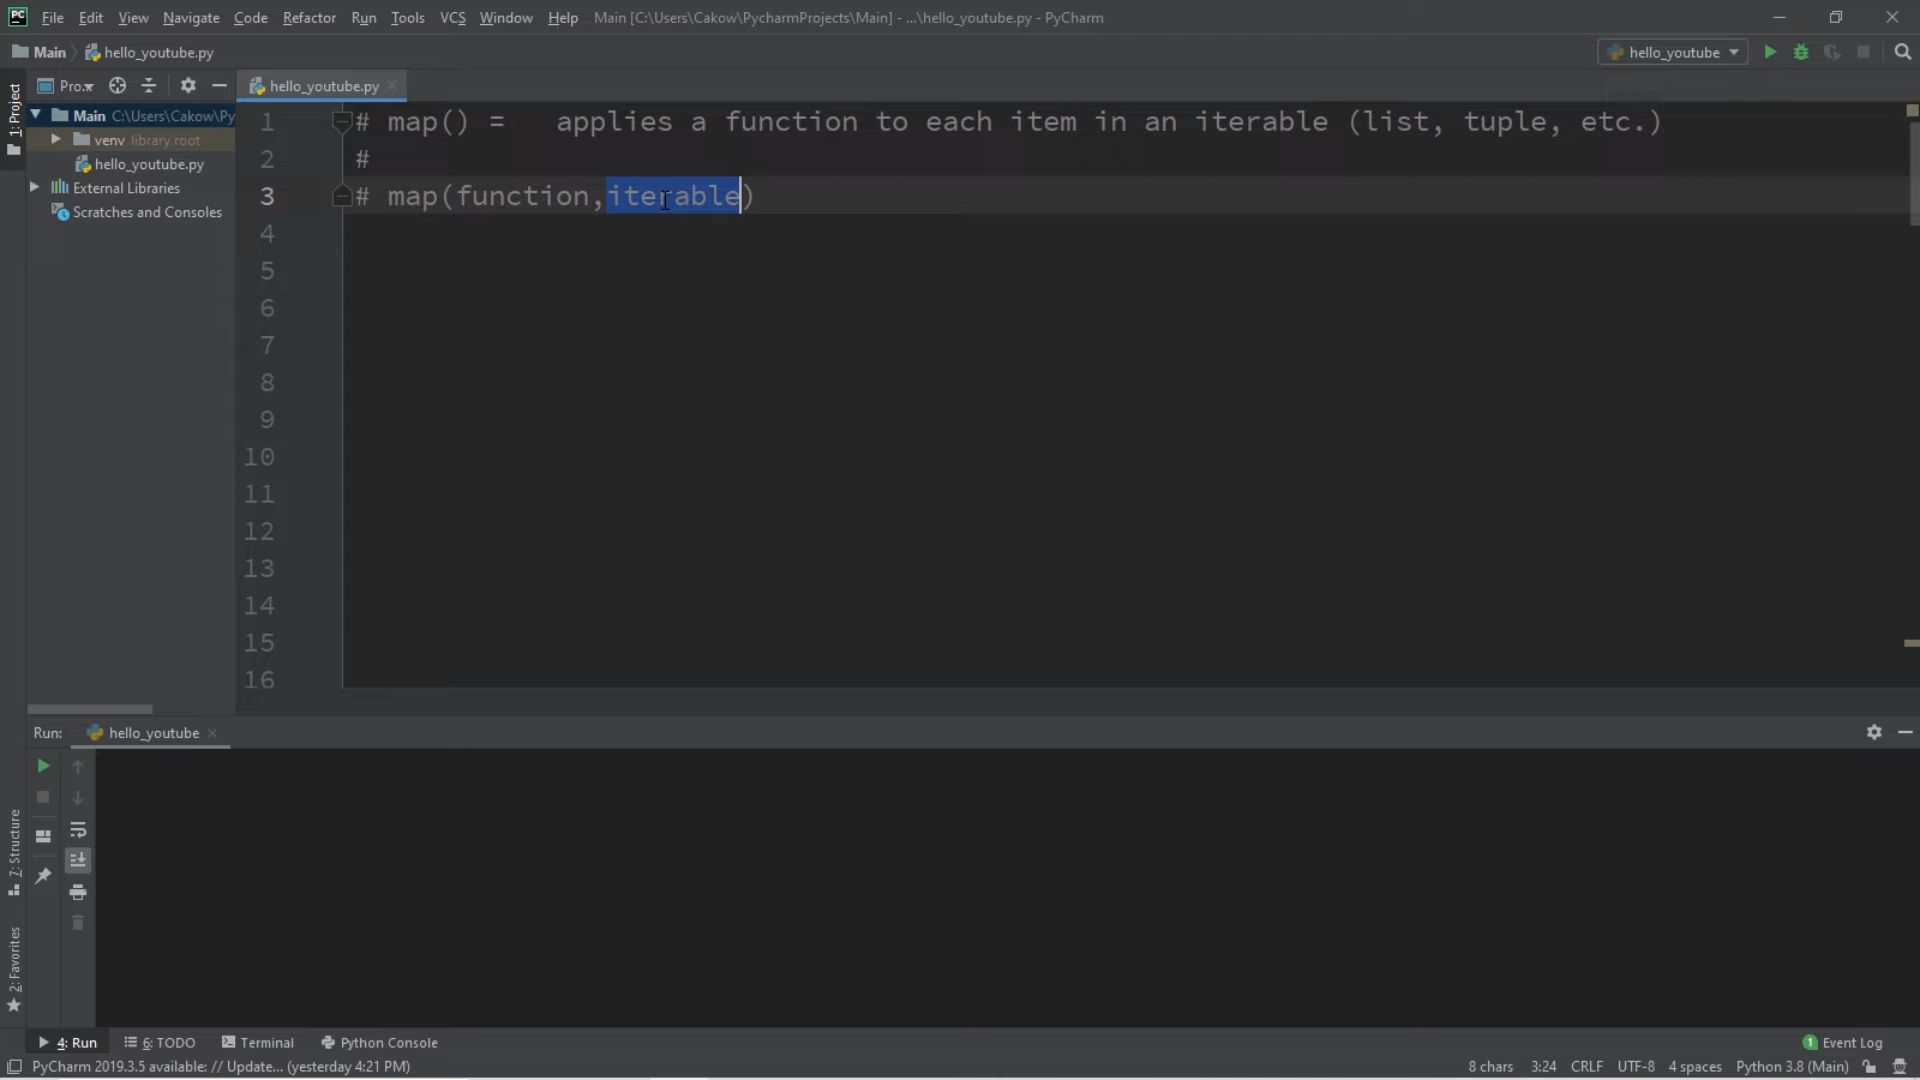 PC File Edit View Navigate Code Refactor Run Tools VCS Window Help Main [C:\Users\Cakow\PycharmProjects\Main] - ...\hello_youtube.py - PyCharm
Main hello_youtube.py hello_youtube
Pro... hello_youtube.py
1: Project
Main C:\Users\Cakow\Py
venv library root
hello_youtube.py
External Libraries
Scratches and Consoles
1 # map() =   applies a function to each item in an iterable (list, tuple, etc.)
2 #
3 # map(function,iterable)
4
5
6
7
8
9
10
11
12
13
14
15
16
Run: hello_youtube
7: Structure
2: Favorites
4: Run 6: TODO Terminal Python Console 1 Event Log
PyCharm 2019.3.5 available: // Update... (yesterday 4:21 PM) 8 chars 3:24 CRLF UTF-8 4 spaces Python 3.8 (Main)